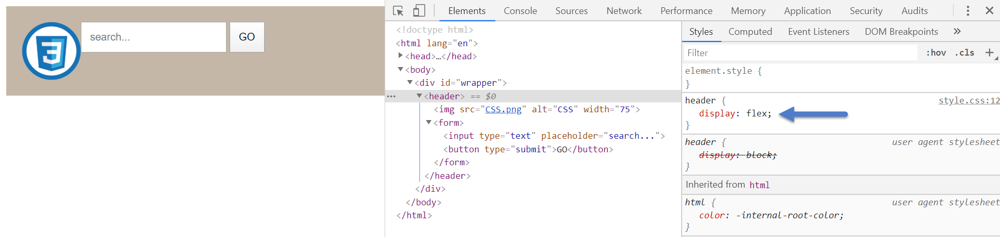 search...
GO
Elements
Console
Sources
Network
Performance
Memory
Application
Security
Audits
<!doctype html>
<html lang="en">
<head>…</head>
<body>
<div id="wrapper">
… <header> == $0
<img src="CSS.png" alt="CSS" width="75">
<form>
<input type="text" placeholder="search...">
<button type="submit">GO</button>
</form>
</header>
</div>
</body>
</html>
Styles
Computed
Event Listeners
DOM Breakpoints
»
Filter
:hov .cls +
element.style {
}
header {
style.css:12
display: flex;
}
header {
user agent stylesheet
display: block;
}
Inherited from html
html {
user agent stylesheet
color: -internal-root-color;
}